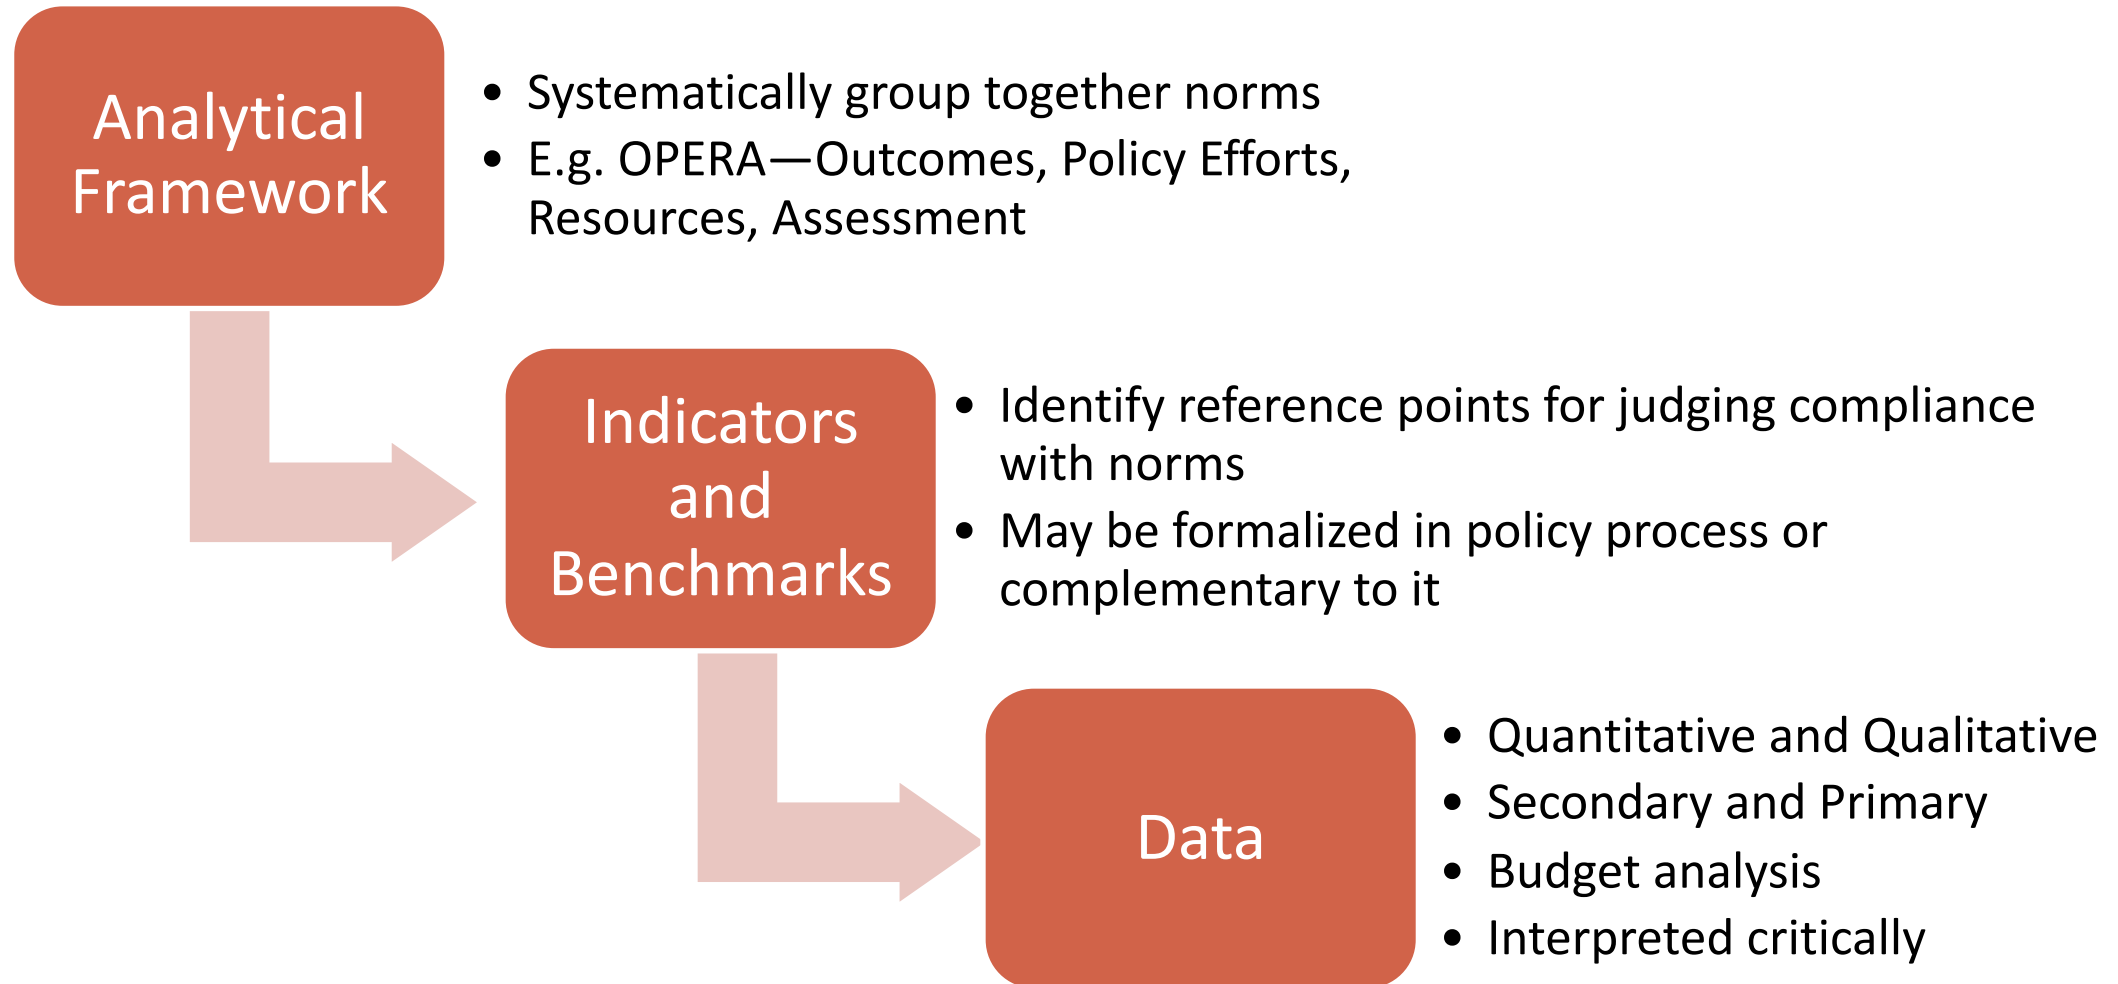 Analytical
Framework
• Systematically group together norms
• E.g. OPERA—Outcomes, Policy Efforts,
Resources, Assessment
Indicators
and
Benchmarks
• Identify reference points for judging compliance
with norms
• May be formalized in policy process or
complementary to it
Data
• Quantitative and Qualitative
• Secondary and Primary
• Budget analysis
• Interpreted critically